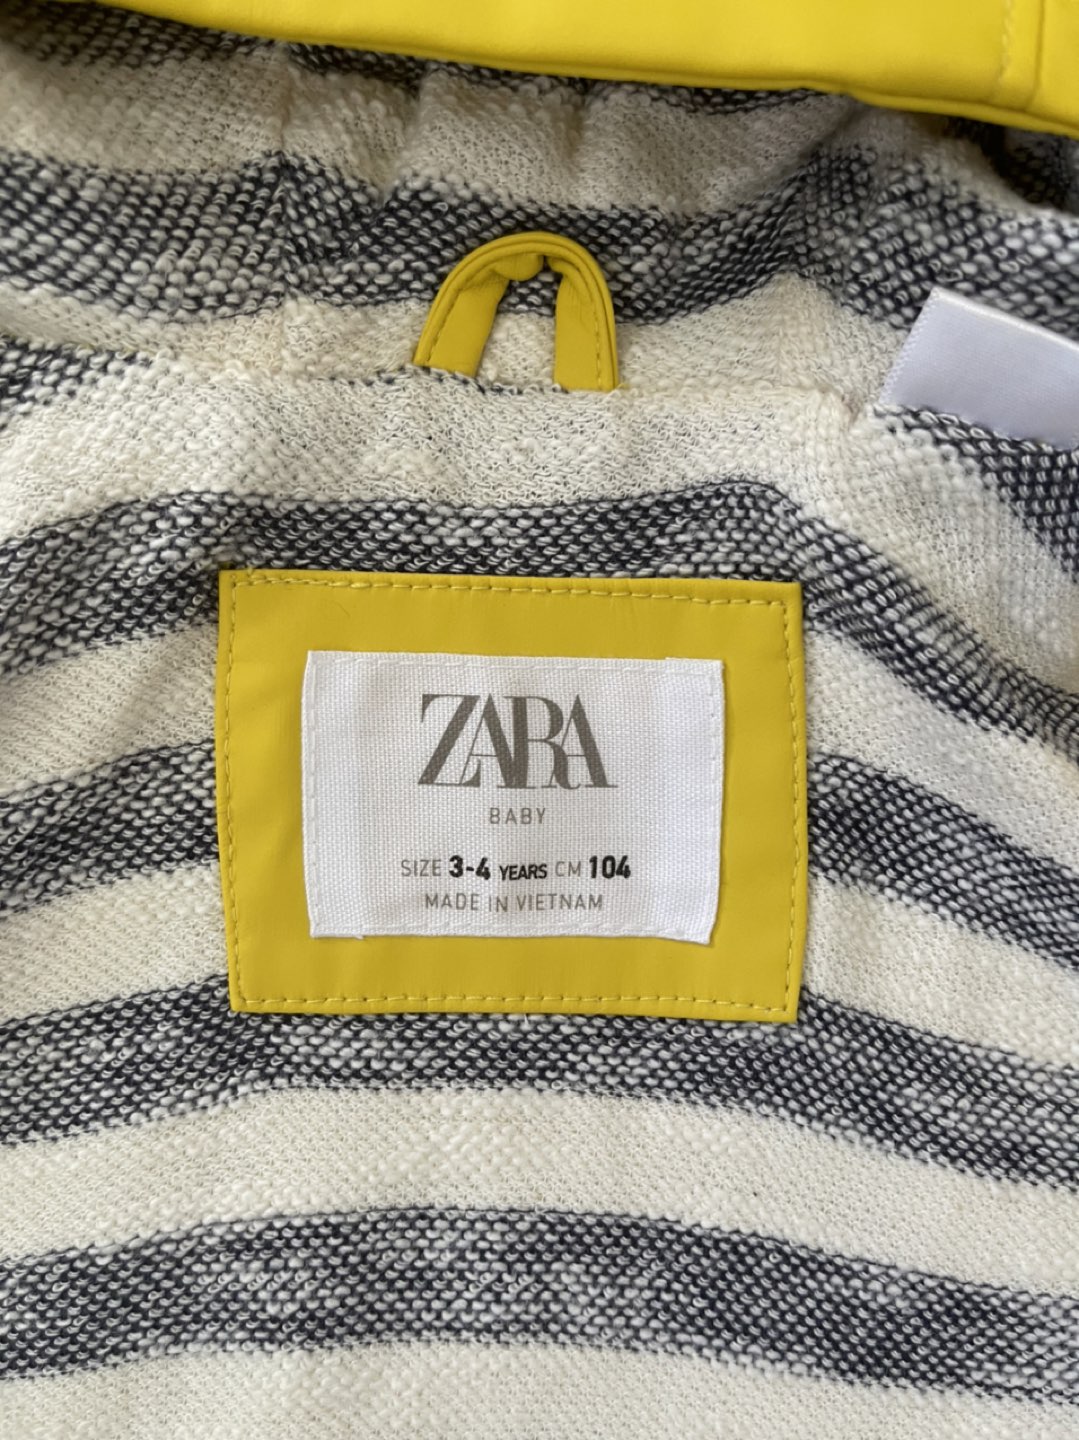 ZARA
BABY
SIZE 3-4 YEARS CM 104
MADE IN VIETNAM